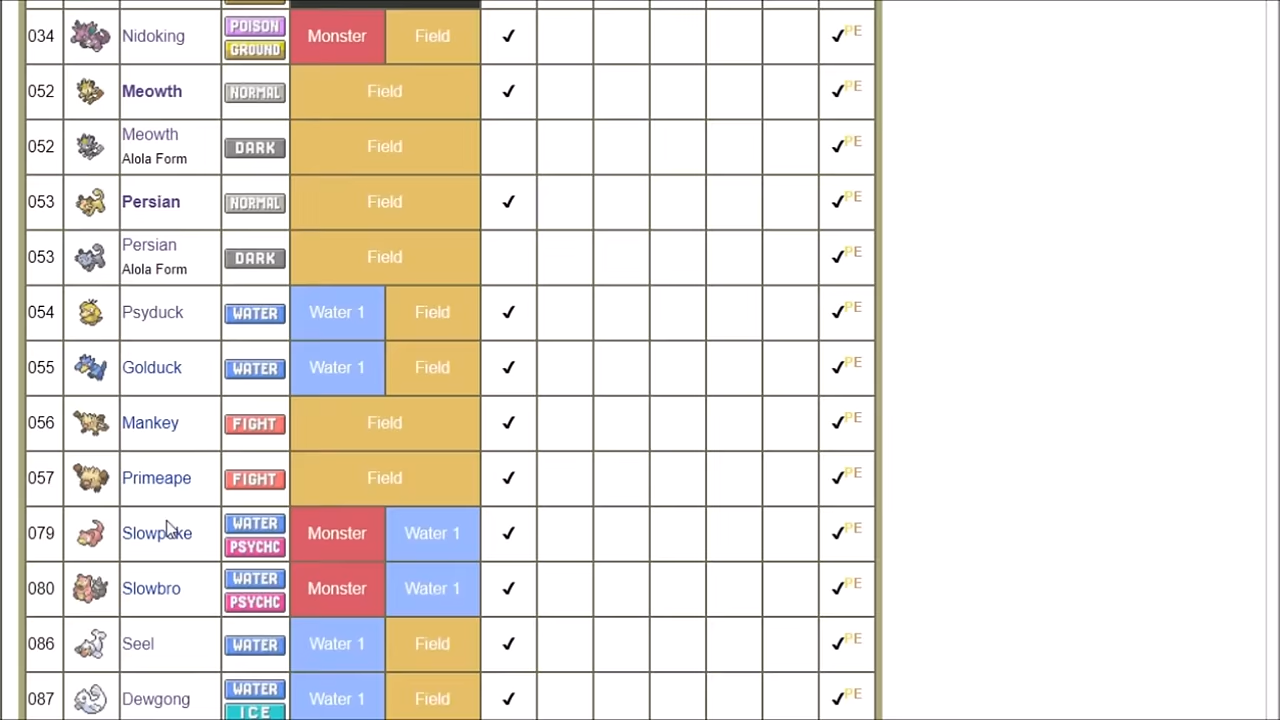 034 Nidoking POISON GROUND Monster Field ✓ ✓PE
052 Meowth NORMAL Field ✓ ✓PE
052 Meowth Alola Form DARK Field ✓PE
053 Persian NORMAL Field ✓ ✓PE
053 Persian Alola Form DARK Field ✓PE
054 Psyduck WATER Water 1 Field ✓ ✓PE
055 Golduck WATER Water 1 Field ✓ ✓PE
056 Mankey FIGHT Field ✓ ✓PE
057 Primeape FIGHT Field ✓ ✓PE
079 Slowpoke WATER PSYCHC Monster Water 1 ✓ ✓PE
080 Slowbro WATER PSYCHC Monster Water 1 ✓ ✓PE
086 Seel WATER Water 1 Field ✓ ✓PE
087 Dewgong WATER ICE Water 1 Field ✓ ✓PE